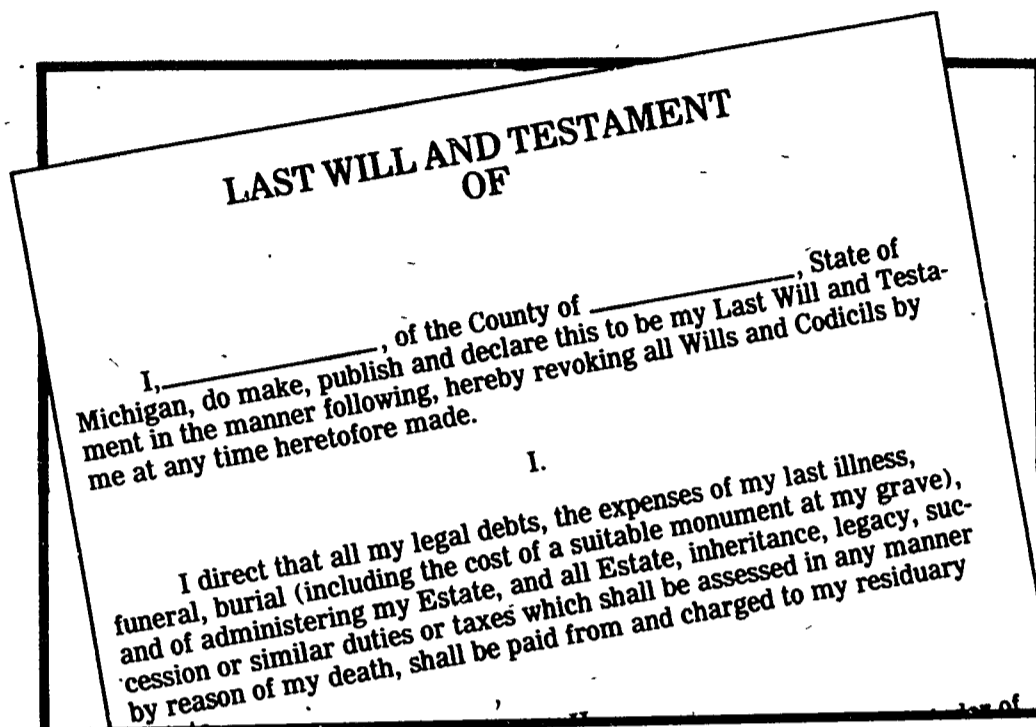 LAST WILL AND TESTAMENT
OF
I,____________, of the County of ____________, State of
Michigan, do make, publish and declare this to be my Last Will and Testa-
ment in the manner following, hereby revoking all Wills and Codicils by
me at any time heretofore made.
I.
I direct that all my legal debts, the expenses of my last illness,
funeral, burial (including the cost of a suitable monument at my grave),
and of administering my Estate, and all Estate, inheritance, legacy, suc-
cession or similar duties or taxes which shall be assessed in any manner
by reason of my death, shall be paid from and charged to my residuary
of